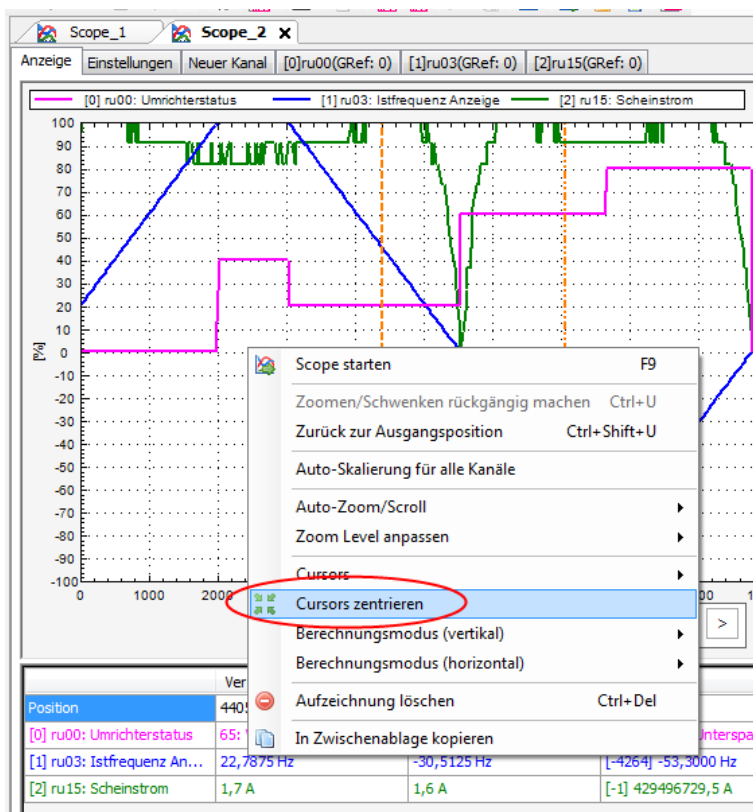 Scope_1
Scope_2
Anzeige
Einstellungen
Neuer Kanal
[0]ru00(GRef: 0)
[1]ru03(GRef: 0)
[2]ru15(GRef: 0)
[0] ru00: Umrichterstatus
[1] ru03: Istfrequenz Anzeige
[2] ru15: Scheinstrom
100
90
80
70
60
50
40
30
20
10
0
-10
-20
-30
-40
-50
-60
-70
-80
-90
-100
[%]
0
1000
Scope starten F9
Zoomen/Schwenken rückgängig machen Ctrl+U
Zurück zur Ausgangsposition Ctrl+Shift+U
Auto-Skalierung für alle Kanäle
Auto-Zoom/Scroll
Zoom Level anpassen
Cursors
Cursors zentrieren
Berechnungsmodus (vertikal)
Berechnungsmodus (horizontal)
Aufzeichnung löschen Ctrl+Del
In Zwischenablage kopieren
>
Ver
Position 4405
[0] ru00: Umrichterstatus 65: Unterspa
[1] ru03: Istfrequenz An... 22,7875 Hz -30,5125 Hz [-4264] -53,3000 Hz
[2] ru15: Scheinstrom 1,7 A 1,6 A [-1] 429496729,5 A